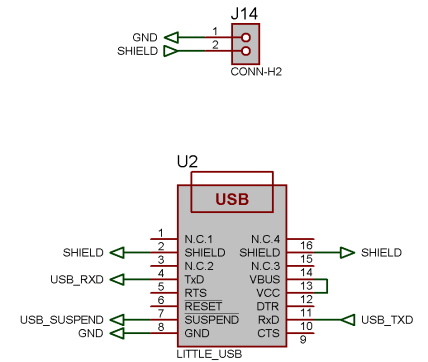 J14
GND 1
SHIELD 2
CONN-H2
U2
USB
1 N.C.1 N.C.4
SHIELD 2 SHIELD SHIELD 16 SHIELD
3 N.C.2 N.C.3 15
USB_RXD 4 TxD VBUS 14
5 RTS VCC 13
6 RESET DTR 12
USB_SUSPEND 7 SUSPEND RxD 11 USB_TXD
GND 8 GND CTS 10
9
LITTLE_USB